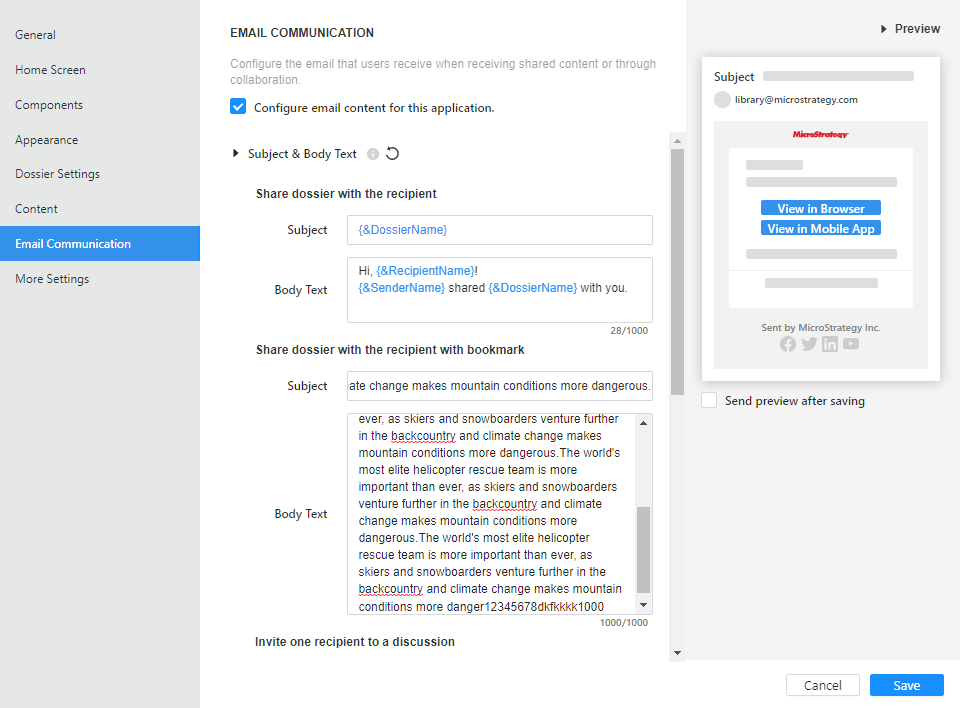 General
Home Screen
Components
Appearance
Dossier Settings
Content
Email Communication
More Settings
EMAIL COMMUNICATION
Configure the email that users receive when receiving shared content or through
collaboration.
Configure email content for this application.
Subject & Body Text
Share dossier with the recipient
Subject
{&DossierName}
Body Text
Hi, {&RecipientName}!
{&SenderName} shared {&DossierName} with you.
28/1000
Share dossier with the recipient with bookmark
Subject
ate change makes mountain conditions more dangerous.
Body Text
ever, as skiers and snowboarders venture further
in the backcountry and climate change makes
mountain conditions more dangerous.The world's
most elite helicopter rescue team is more
important than ever, as skiers and snowboarders
venture further in the backcountry and climate
change makes mountain conditions more
dangerous.The world's most elite helicopter
rescue team is more important than ever, as
skiers and snowboarders venture further in the
backcountry and climate change makes mountain
conditions more danger12345678dkfkkkk1000
1000/1000
Invite one recipient to a discussion
Preview
Subject
library@microstrategy.com
MicroStrategy
View in Browser
View in Mobile App
Sent by MicroStrategy Inc.
Send preview after saving
Cancel
Save